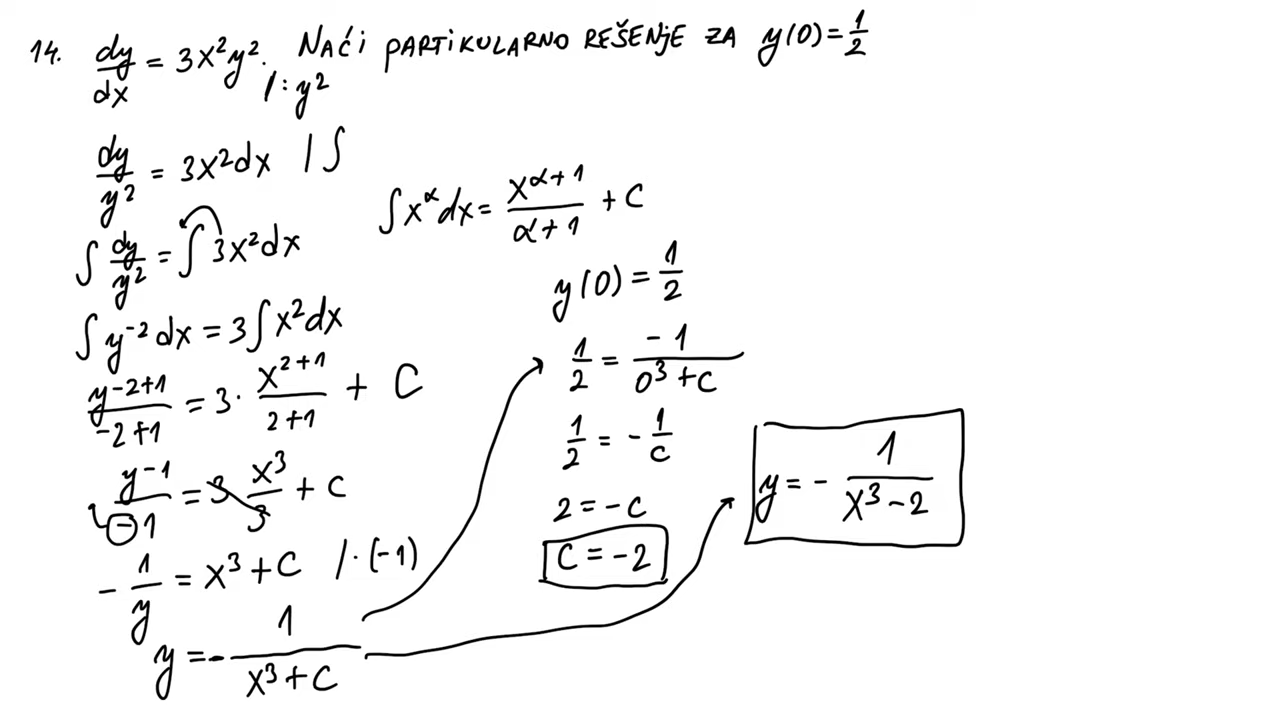 14. dy/dx = 3x²y². NAĆI PARTIKULARNO REŠENJE ZA y(0) = 1/2
/ : y²
dy/y² = 3x²dx | ∫
∫ dy/y² = ∫ 3x²dx
∫ y⁻² dx = 3 ∫ x²dx
y⁻²⁺¹/-2+1 = 3 · x²⁺¹/2+1 + C
y⁻¹/-1 = 3 x³/3 + C
- 1/y = x³ + C / · (-1)
y = - 1/x³ + C
∫ x^α dx = x^α+1/α+1 + C
y(0) = 1/2
1/2 = -1/0³ + C
1/2 = - 1/C
2 = -C
C = -2
y = - 1/x³ - 2